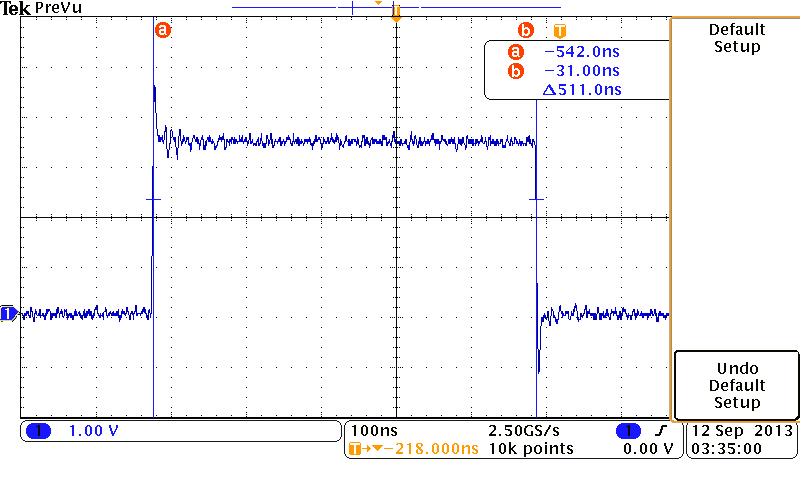 Tek PreVu
T
a
b
T
a -542.0ns
b -31.00ns
Δ511.0ns
Default
Setup
T
Undo
Default
Setup
1 1.00 V
100ns 2.50GS/s 1
T→▼-218.000ns 10k points 0.00 V
12 Sep 2013
03:35:00